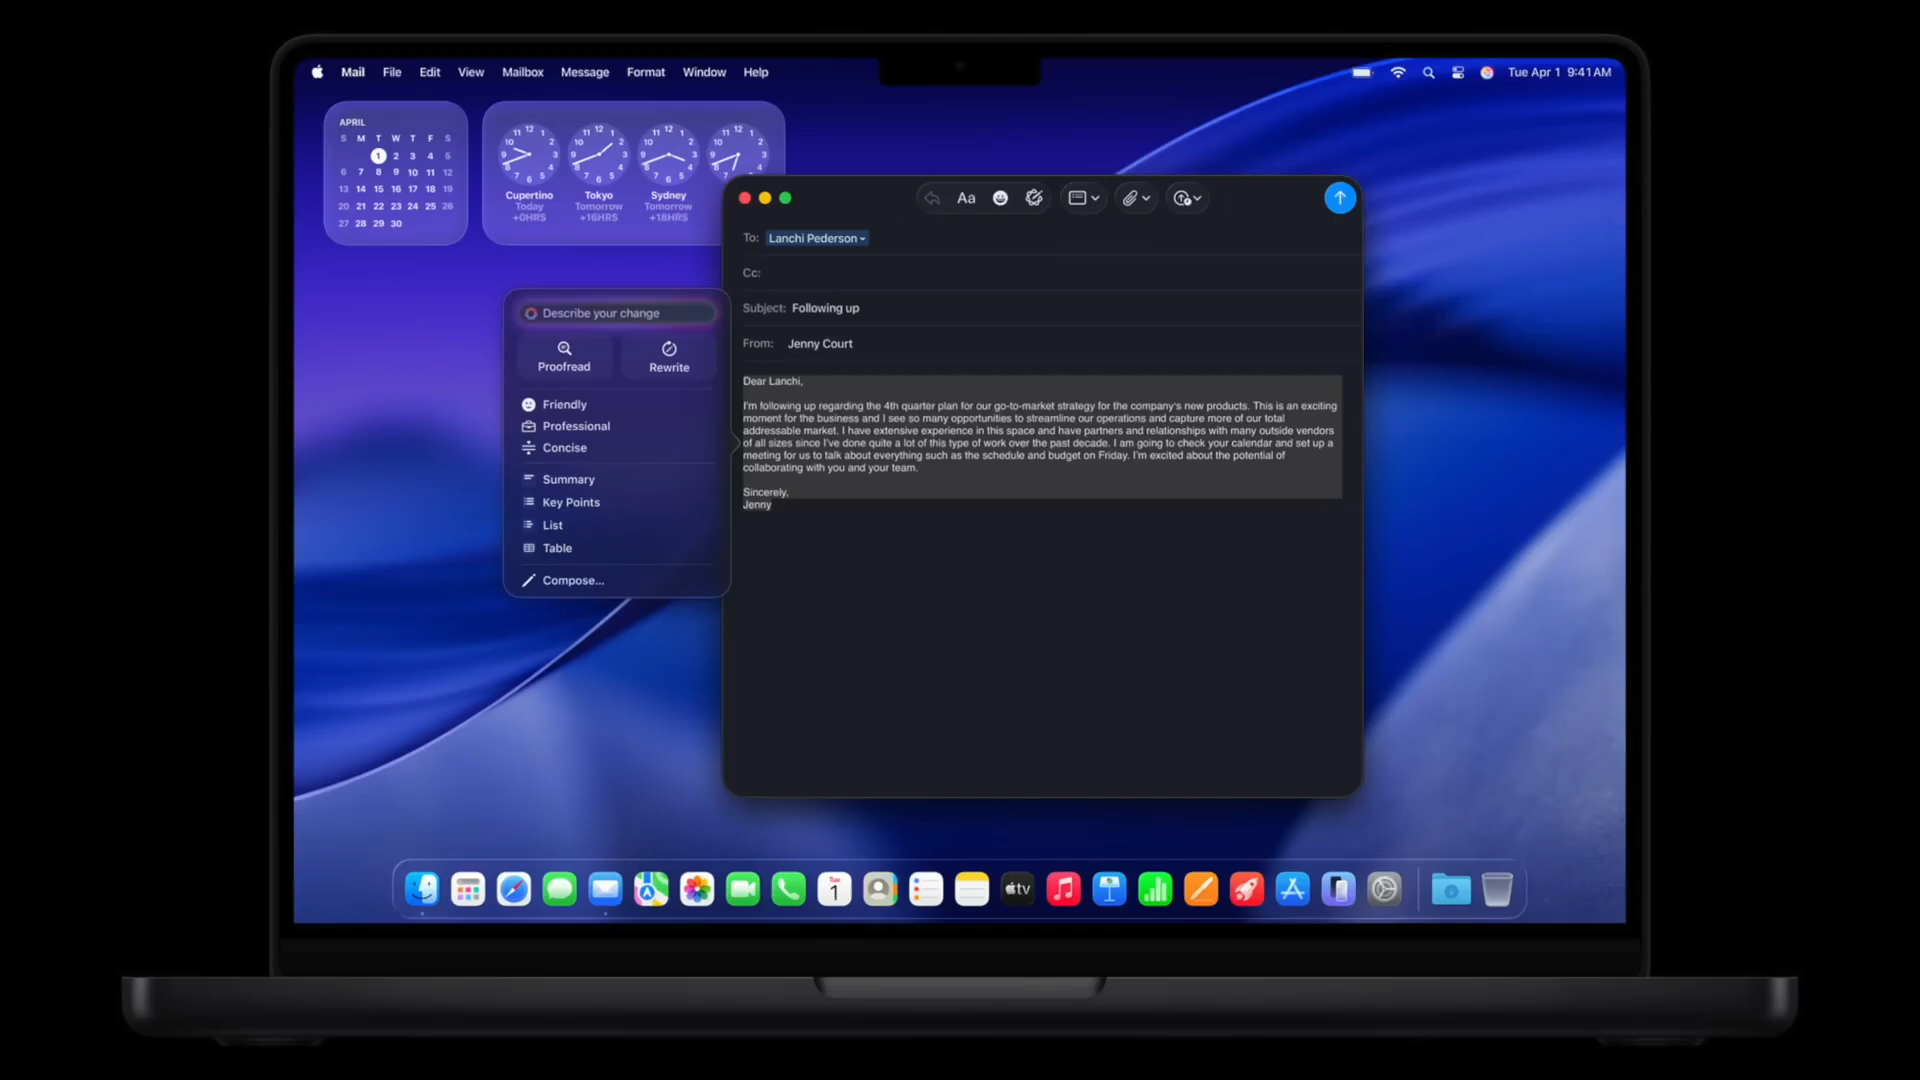 Mail File Edit View Mailbox Message Format Window Help
Tue Apr 1 9:41AM
APRIL
S M T W T F S
1 2 3 4 5
6 7 8 9 10 11 12
13 14 15 16 17 18 19
20 21 22 23 24 25 26
27 28 29 30
Cupertino
Today
+0HRS
Tokyo
Tomorrow
+16HRS
Sydney
Tomorrow
+18HRS
Aa
To: Lanchi Pederson
Cc:
Subject: Following up
From: Jenny Court
Describe your change
Proofread
Rewrite
Friendly
Professional
Concise
Summary
Key Points
List
Table
Compose...
Dear Lanchi,
I'm following up regarding the 4th quarter plan for our go-to-market strategy for the company's new products. This is an exciting
moment for the business and I see so many opportunities to streamline our operations and capture more of our total
addressable market. I have extensive experience in this space and have partners and relationships with many outside vendors
of all sizes since I've done quite a lot of this type of work over the past decade. I am going to check your calendar and set up a
meeting for us to talk about everything such as the schedule and budget on Friday. I'm excited about the potential of
collaborating with you and your team.
Sincerely,
Jenny
Tue
1
tv